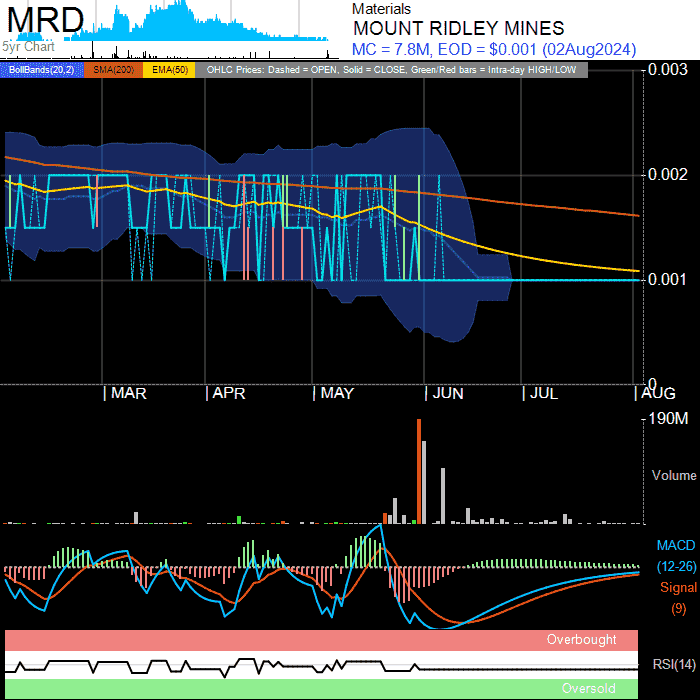 MRD
5yr Chart
Materials
MOUNT RIDLEY MINES
MC = 7.8M, EOD = $0.001 (02Aug2024)
BollBands(20,2) SMA(200) EMA(50) OHLC Prices: Dashed = OPEN, Solid = CLOSE, Green/Red bars = Intra-day HIGH/LOW
0.003
0.002
0.001
0
MAR APR MAY JUN JUL AUG
190M
Volume
MACD
(12-26)
Signal
(9)
Overbought
RSI(14)
Oversold